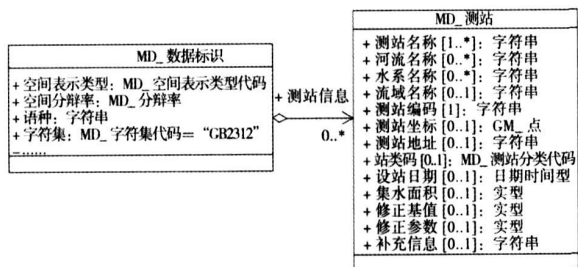 MD_数据标识
+ 空间表示类型：MD_空间表示类型代码
+ 空间分辨率：MD_分辨率
+ 语种：字符串
+ 字符集：MD_字符集代码＝“GB2312”
- ......
+ 测站信息
0..*
MD_测站
+ 测站名称 [1..*]：字符串
+ 河流名称 [0..*]：字符串
+ 水系名称 [0..*]：字符串
+ 流域名称 [0..1]：字符串
+ 测站编码 [1]：字符串
+ 测站坐标 [0..1]：GM_点
+ 测站地址 [0..1]：字符串
+ 站类码 [0..1]：MD_测站分类代码
+ 设站日期 [0..1]：日期时间型
+ 集水面积 [0..1]：实型
+ 修正基值 [0..1]：实型
+ 修正参数 [0..1]：实型
+ 补充信息 [0..1]：字符串